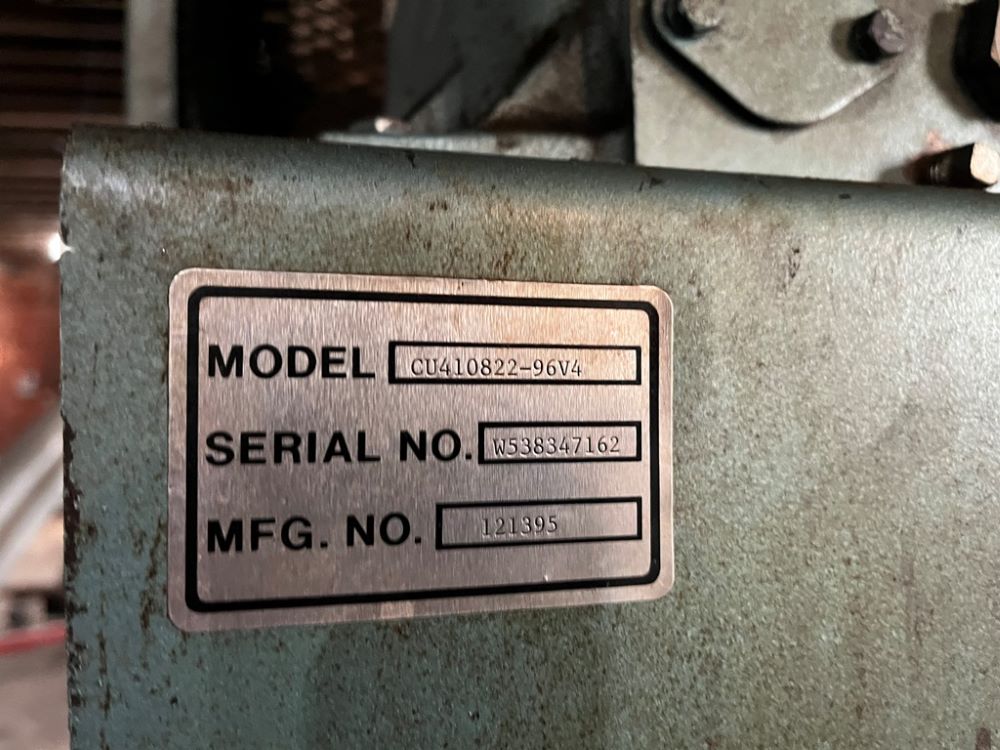 MODEL CU410822-96V4
SERIAL NO. W538347162
MFG. NO. 121395